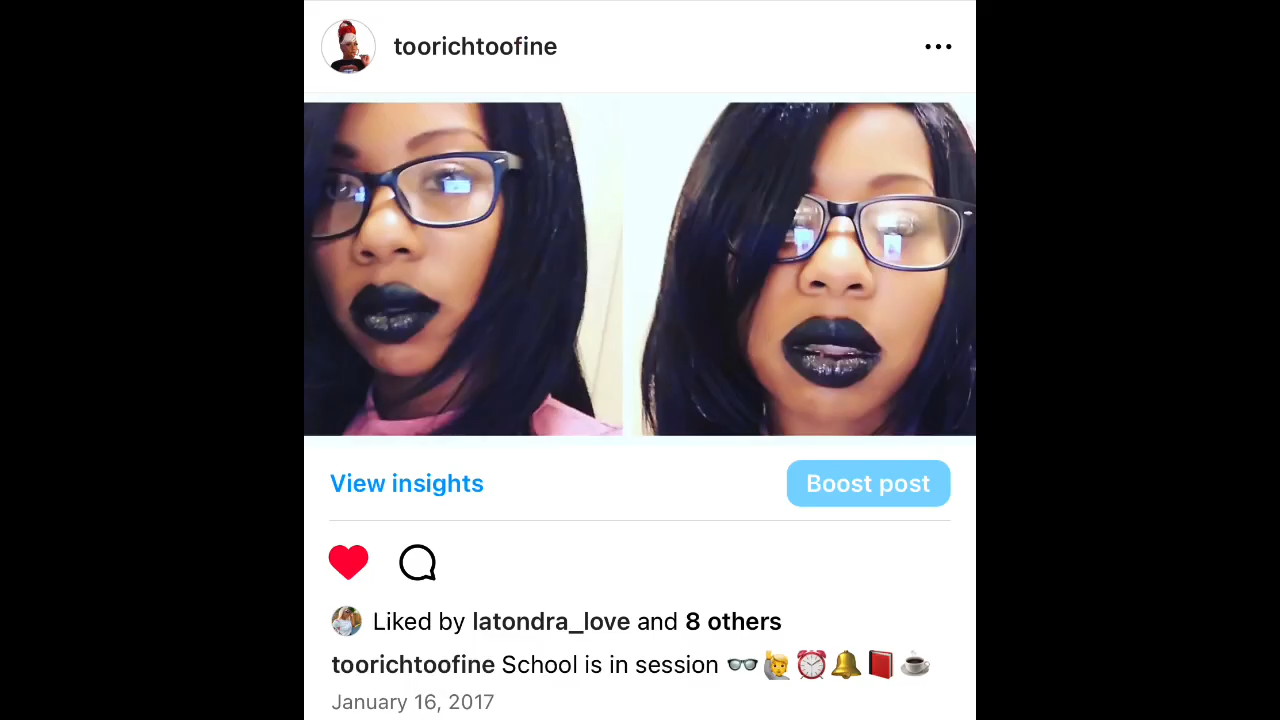 toorichtoofine
View insights
Boost post
Liked by latondra_love and 8 others
toorichtoofine School is in session 👓🙋⏰🔔📕☕
January 16, 2017